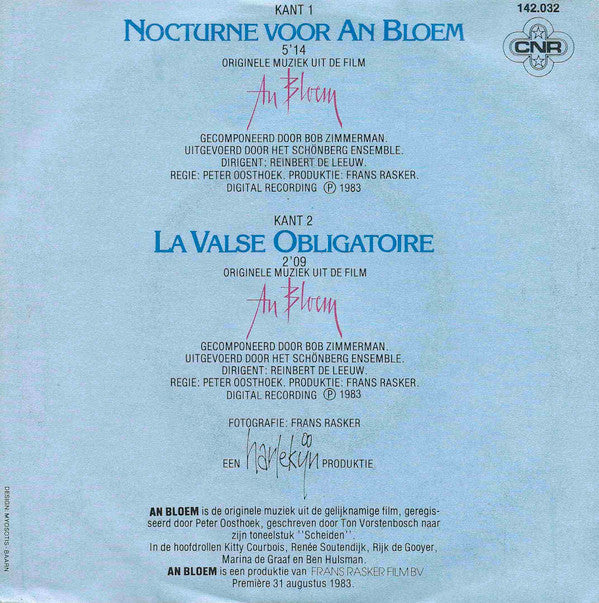 KANT 1
142.032
NOCTURNE VOOR AN BLOEM
CNR
5'14
ORIGINELE MUZIEK UIT DE FILM
An Bloem
GECOMPONEERD DOOR BOB ZIMMERMAN.
UITGEVOERD DOOR HET SCHÖNBERG ENSEMBLE.
DIRIGENT: REINBERT DE LEEUW.
REGIE: PETER OOSTHOEK. PRODUKTIE: FRANS RASKER.
DIGITAL RECORDING Ⓟ 1983
KANT 2
LA VALSE OBLIGATOIRE
2'09
ORIGINELE MUZIEK UIT DE FILM
An Bloem
GECOMPONEERD DOOR BOB ZIMMERMAN.
UITGEVOERD DOOR HET SCHÖNBERG ENSEMBLE.
DIRIGENT: REINBERT DE LEEUW.
REGIE: PETER OOSTHOEK. PRODUKTIE: FRANS RASKER.
DIGITAL RECORDING Ⓟ 1983
FOTOGRAFIE: FRANS RASKER
EEN harlekijn PRODUKTIE
AN BLOEM is de originele muziek uit de gelijknamige film, geregis-
seerd door Peter Oosthoek, geschreven door Ton Vorstenbosch naar
zijn toneelstuk "Scheiden".
In de hoofdrollen Kitty Courbois, Renée Soutendijk, Rijk de Gooyer,
Marina de Graaf en Ben Hulsman.
AN BLOEM is een produktie van FRANS RASKER FILM BV
Première 31 augustus 1983.
DESIGN: MYOSOTIS - BAARN